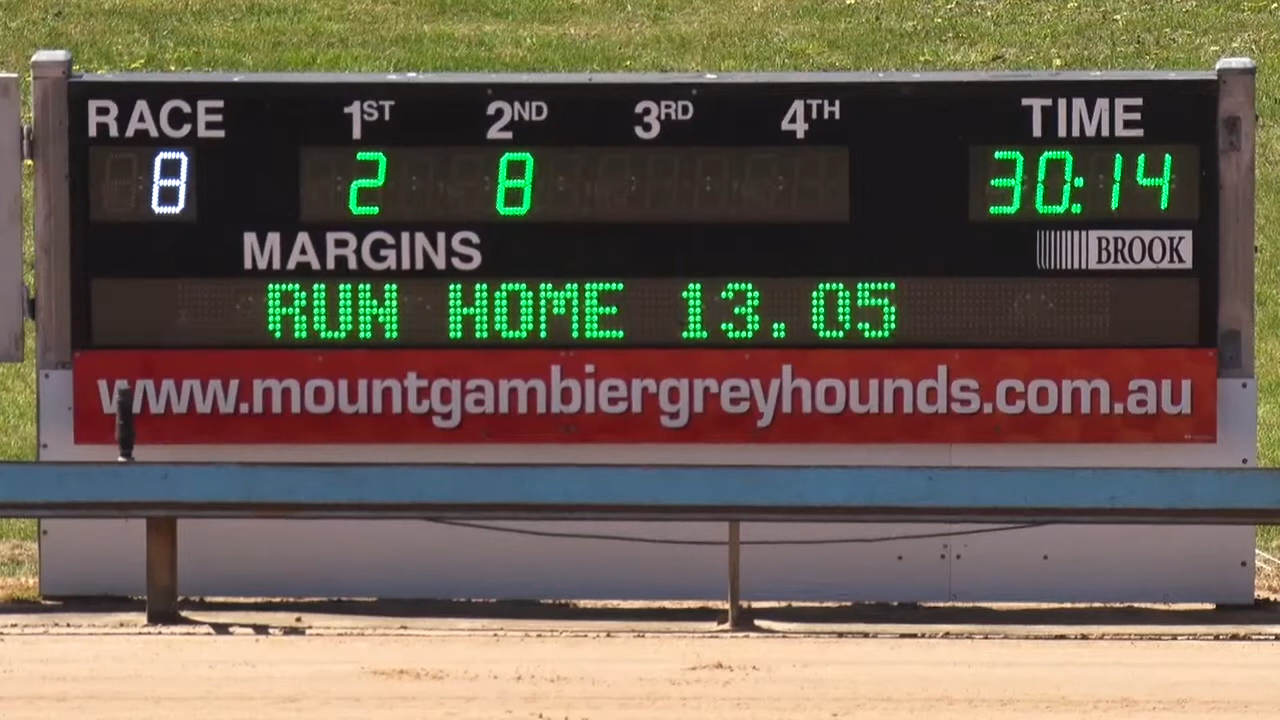 RACE 1ST 2ND 3RD 4TH TIME
8 2 8 30:14
MARGINS BROOK
RUN HOME 13.05
www.mountgambiergreyhounds.com.au